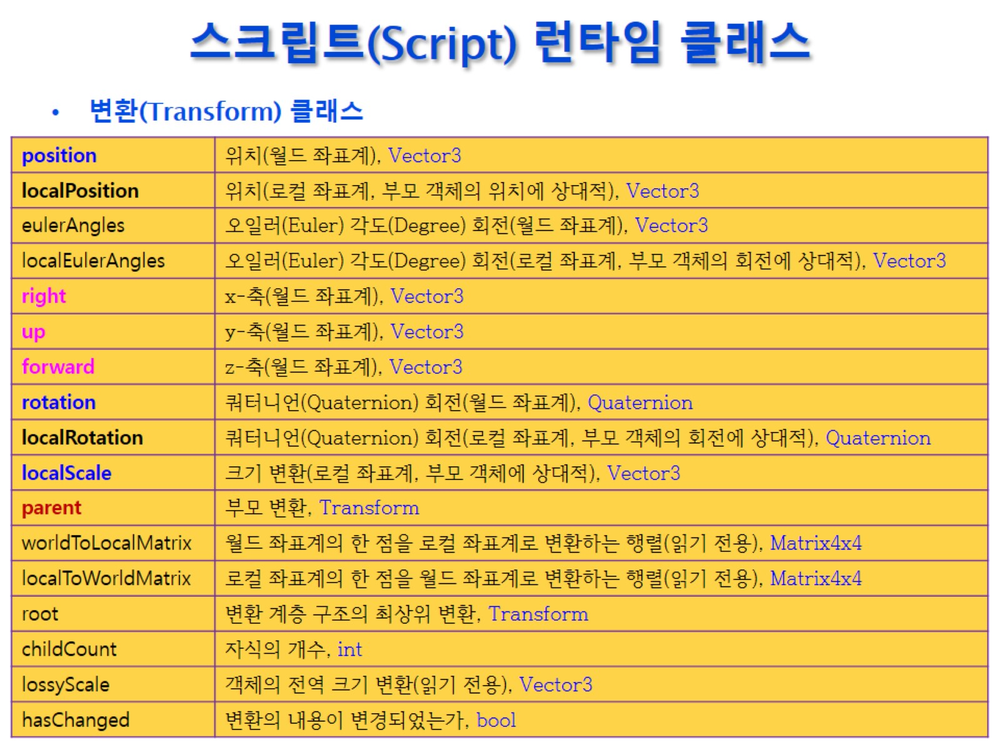 스크립트(Script) 런타임 클래스
• 변환(Transform) 클래스
position 위치(월드 좌표계), Vector3
localPosition 위치(로컬 좌표계, 부모 객체의 위치에 상대적), Vector3
eulerAngles 오일러(Euler) 각도(Degree) 회전(월드 좌표계), Vector3
localEulerAngles 오일러(Euler) 각도(Degree) 회전(로컬 좌표계, 부모 객체의 회전에 상대적), Vector3
right x-축(월드 좌표계), Vector3
up y-축(월드 좌표계), Vector3
forward z-축(월드 좌표계), Vector3
rotation 쿼터니언(Quaternion) 회전(월드 좌표계), Quaternion
localRotation 쿼터니언(Quaternion) 회전(로컬 좌표계, 부모 객체의 회전에 상대적), Quaternion
localScale 크기 변환(로컬 좌표계, 부모 객체에 상대적), Vector3
parent 부모 변환, Transform
worldToLocalMatrix 월드 좌표계의 한 점을 로컬 좌표계로 변환하는 행렬(읽기 전용), Matrix4x4
localToWorldMatrix 로컬 좌표계의 한 점을 월드 좌표계로 변환하는 행렬(읽기 전용), Matrix4x4
root 변환 계층 구조의 최상위 변환, Transform
childCount 자식의 개수, int
lossyScale 객체의 전역 크기 변환(읽기 전용), Vector3
hasChanged 변환의 내용이 변경되었는가, bool